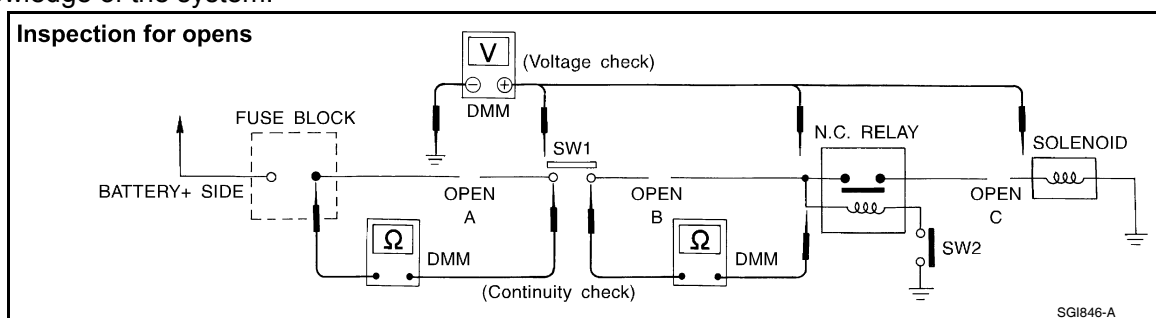 Inspection for opens
V
(Voltage check)
DMM
FUSE BLOCK
SW1
N.C. RELAY
SOLENOID
BATTERY+ SIDE
OPEN
A
OPEN
B
OPEN
C
Ω
DMM
Ω
DMM
SW2
(Continuity check)
SGI846-A